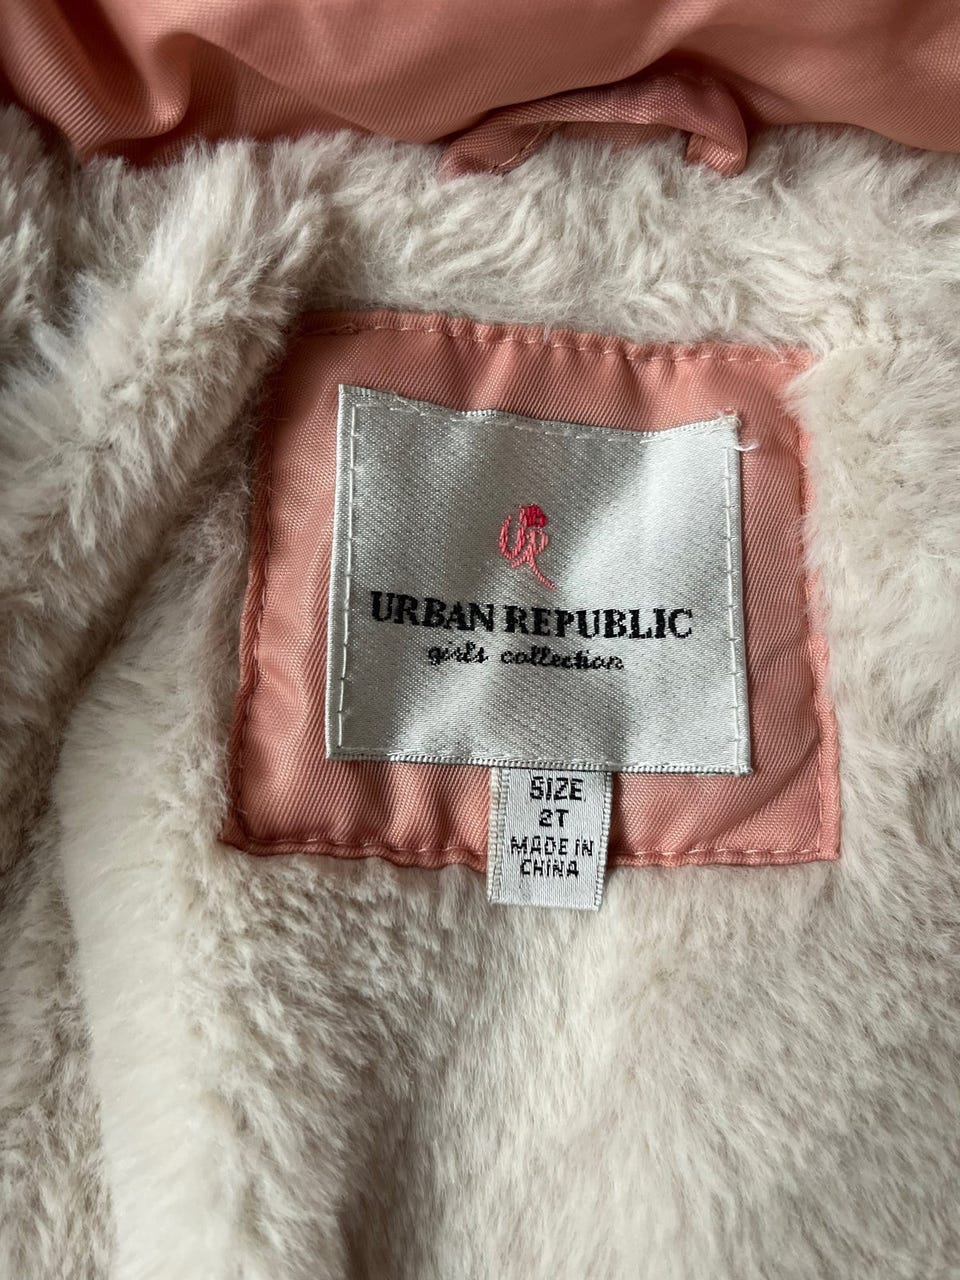 UR
URBAN REPUBLIC
girls collection
SIZE
2T
MADE IN
CHINA